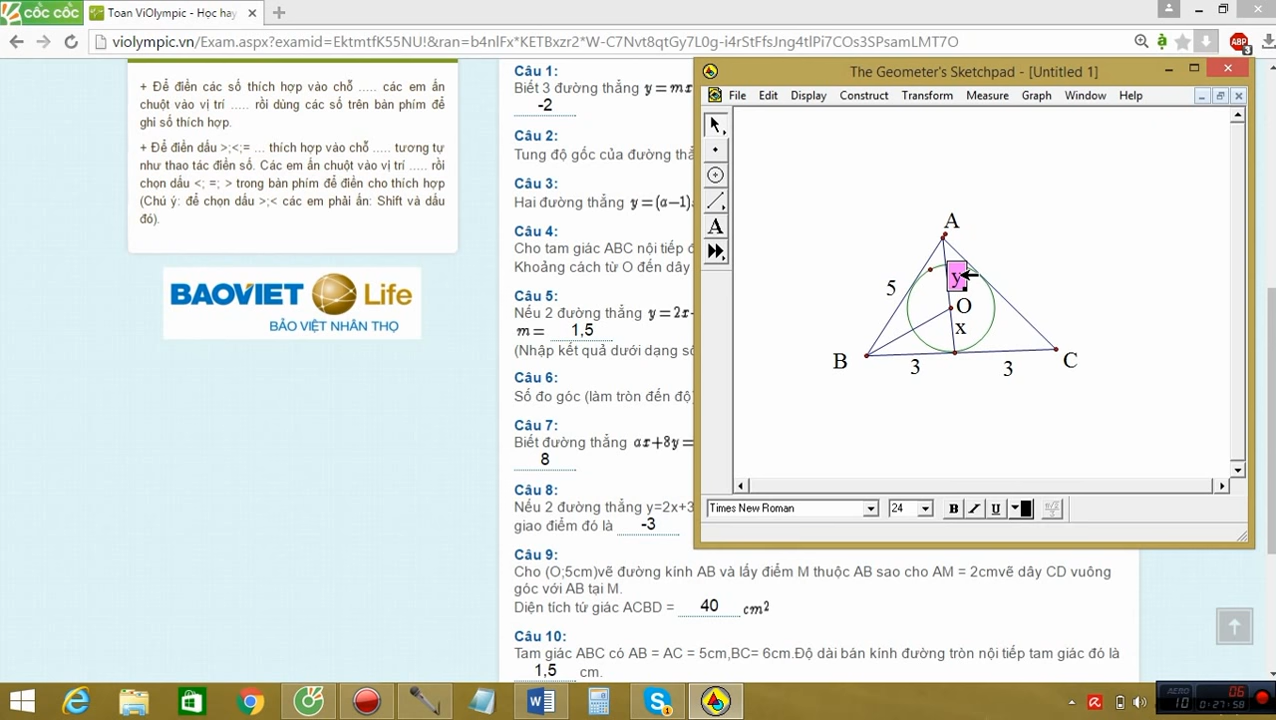 cốc cốc
Toan ViOlympic - Học hay
violympic.vn/Exam.aspx?examid=EktmtfK55NU!&ran=b4nlFx*KETBxzr2*W-C7Nvt8qtGy7L0g-i4rStFfsJng4tlPi7COs3SPsamLMT7O
ABP
3
+ Để điền các số thích hợp vào chỗ ..... các em ấn
chuột vào vị trí ..... rồi dùng các số trên bàn phím để
ghi số thích hợp.
+ Để điền dấu >;<;= ... thích hợp vào chỗ ..... tương tự
như thao tác điền số. Các em ấn chuột vào vị trí ..... rồi
chọn dấu <; =; > trong bàn phím để điền cho thích hợp
(Chú ý: để chọn dấu >;< các em phải ấn: Shift và dấu
đó).
BAOVIET Life
BẢO VIỆT NHÂN THỌ
Câu 1:
Biết 3 đường thẳng y=mx
-2
Câu 2:
Tung độ gốc của đường thẳ
Câu 3:
Hai đường thẳng y=(a−1)
Câu 4:
Cho tam giác ABC nội tiếp đ
Khoảng cách từ O đến dây
Câu 5:
Nếu 2 đường thẳng y=2x+
m= 1,5
(Nhập kết quả dưới dạng số
Câu 6:
Số đo góc (làm tròn đến độ)
Câu 7:
Biết đường thẳng ax+8y=
8
Câu 8:
Nếu 2 đường thẳng y=2x+3
giao điểm đó là -3
Câu 9:
Cho (O;5cm)vẽ đường kính AB và lấy điểm M thuộc AB sao cho AM = 2cmvẽ dây CD vuông
góc với AB tại M.
Diện tích tứ giác ACBD = 40 cm2
Câu 10:
Tam giác ABC có AB = AC = 5cm,BC= 6cm.Độ dài bán kính đường tròn nội tiếp tam giác đó là
1,5 cm.
The Geometer's Sketchpad - [Untitled 1]
File Edit Display Construct Transform Measure Graph Window Help
A
A
5
y
O
x
B
C
3
3
Times New Roman 24 B I U
AERO 06
10 0:27:58